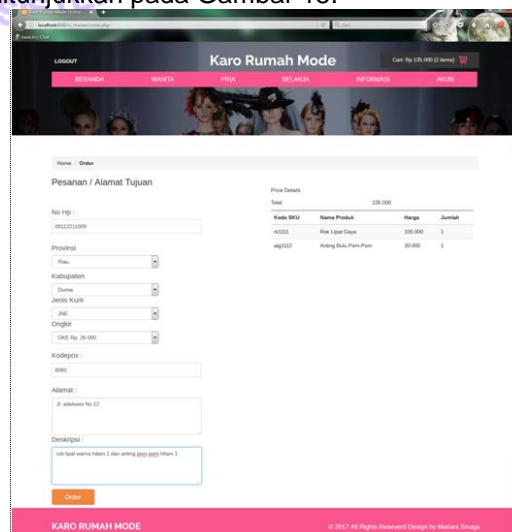 ditunjukkan pada Gambar 10.
LOGOUT
Karo Rumah Mode
Cart: Rp 135.000 (2 items)
BERANDA WANITA PRIA BELANJA INFORMASI AKUN
Home / Order
Pesanan / Alamat Tujuan
Price Details
Total 135.000
Kode SKU Nama Produk Harga Jumlah
rk1111 Rok Lipat Gaya 105.000 1
atg1112 Anting Bulu Pom-Pom 30.000 1
No Hp :
08112211009
Provinsi
Riau
Kabupaten
Dumai
Jenis Kurir
JNE
Ongkir
OKE Rp. 26.000
Kodepos :
8080
Alamat :
Jl. adelweis No.12
Deskripsi :
rok lipat warna hitam 1 dan anting pom pom hitam 1.
Order
KARO RUMAH MODE
© 2017 All Rights Reseverd Design by Mariani Sinaga